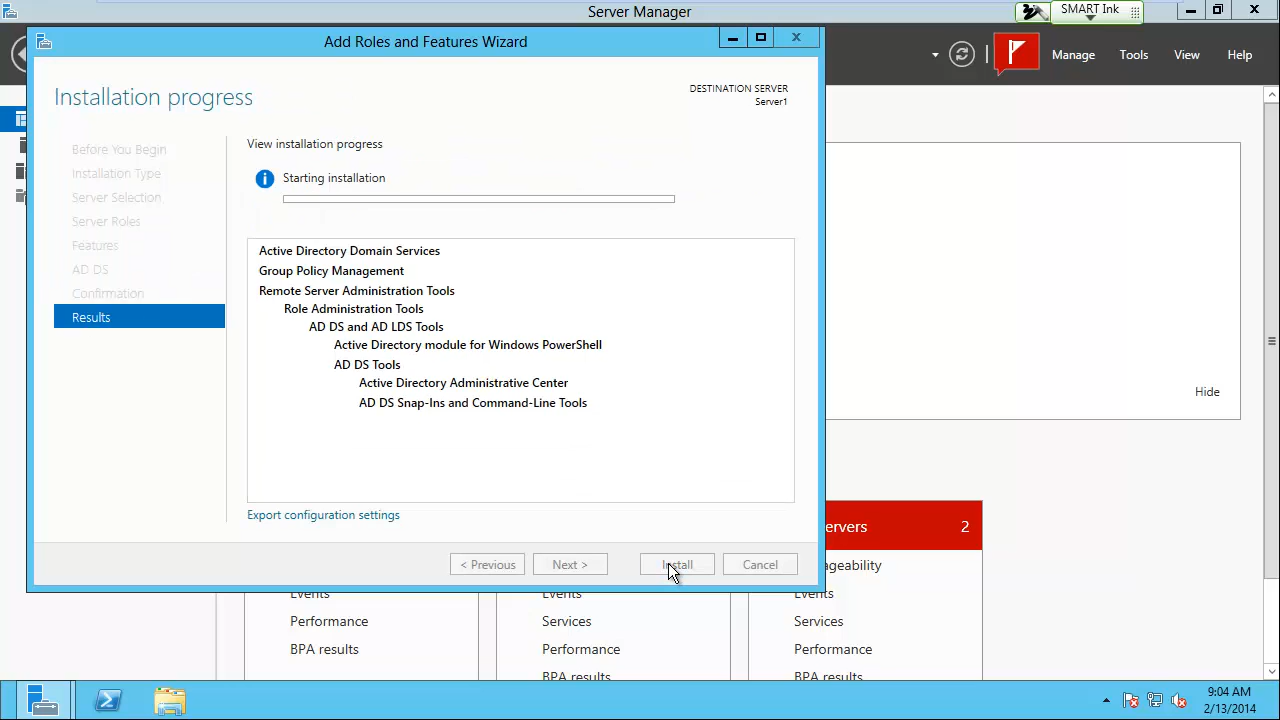 Server Manager
SMART Ink
Add Roles and Features Wizard
Manage
Tools
View
Help
Installation progress
DESTINATION SERVER
Server1
Before You Begin
Installation Type
Server Selection
Server Roles
Features
AD DS
Confirmation
Results
View installation progress
Starting installation
Active Directory Domain Services
Group Policy Management
Remote Server Administration Tools
Role Administration Tools
AD DS and AD LDS Tools
Active Directory module for Windows PowerShell
AD DS Tools
Active Directory Administrative Center
AD DS Snap-Ins and Command-Line Tools
Export configuration settings
< Previous
Next >
Install
Cancel
Hide
ervers 2
ageability
Events
Performance
BPA results
Events
Services
Performance
BPA results
Events
Services
Performance
BPA results
9:04 AM
2/13/2014